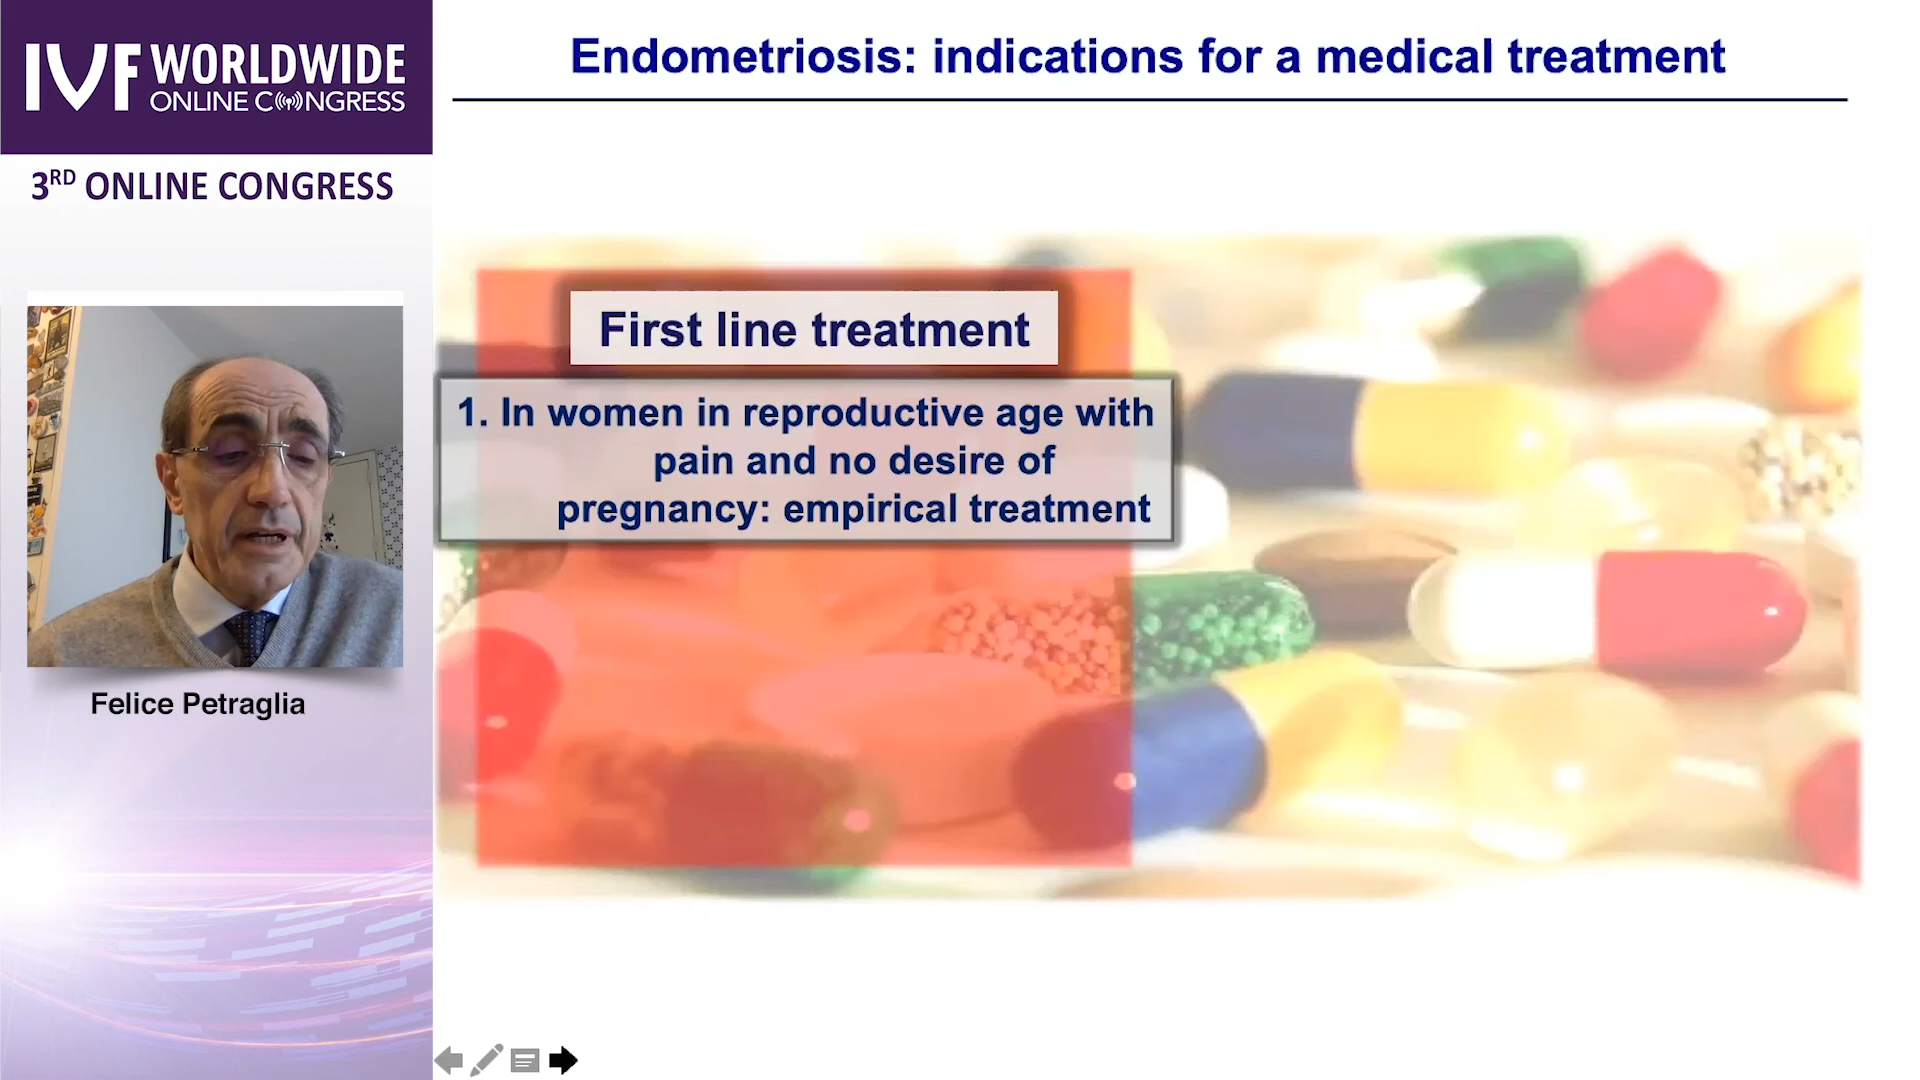 IVF WORLDWIDE
ONLINE CONGRESS
3RD ONLINE CONGRESS
Felice Petraglia
Endometriosis: indications for a medical treatment
First line treatment
1. In women in reproductive age with
pain and no desire of
pregnancy: empirical treatment